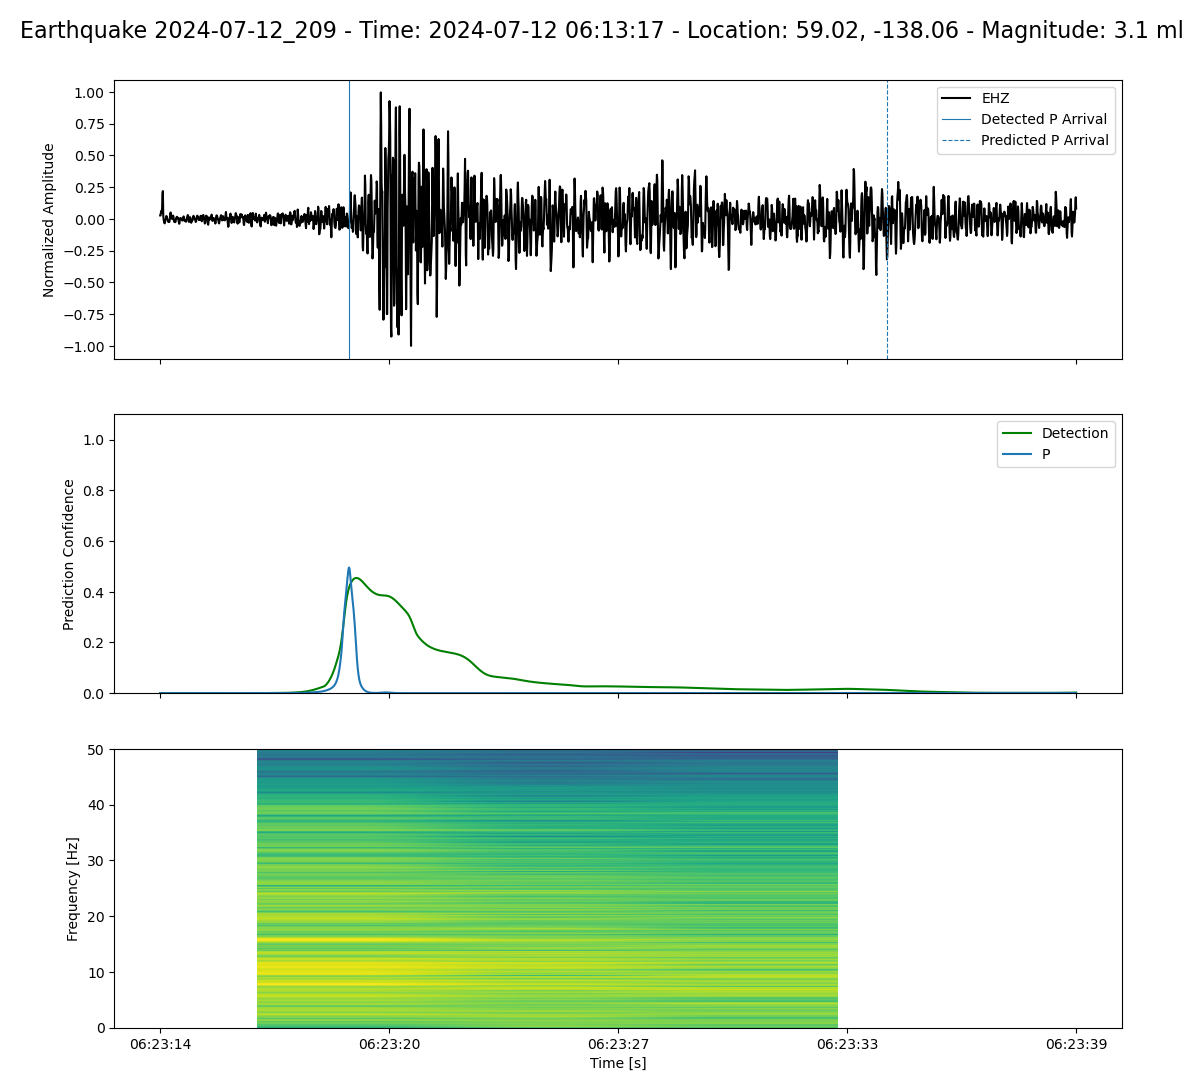 Earthquake 2024-07-12_209 - Time: 2024-07-12 06:13:17 - Location: 59.02, -138.06 - Magnitude: 3.1 ml
Normalized Amplitude
1.00
0.75
0.50
0.25
0.00
−0.25
−0.50
−0.75
−1.00
EHZ
Detected P Arrival
Predicted P Arrival
Prediction Confidence
1.0
0.8
0.6
0.4
0.2
0.0
Detection
P
Frequency [Hz]
50
40
30
20
10
0
06:23:14 06:23:20 06:23:27 06:23:33 06:23:39
Time [s]